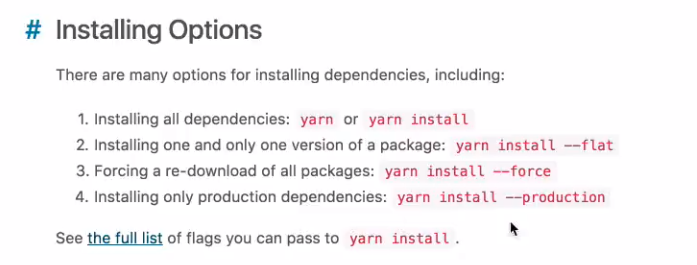 # Installing Options
There are many options for installing dependencies, including:
1. Installing all dependencies: yarn or yarn install
2. Installing one and only one version of a package: yarn install --flat
3. Forcing a re-download of all packages: yarn install --force
4. Installing only production dependencies: yarn install --production
See the full list of flags you can pass to yarn install.